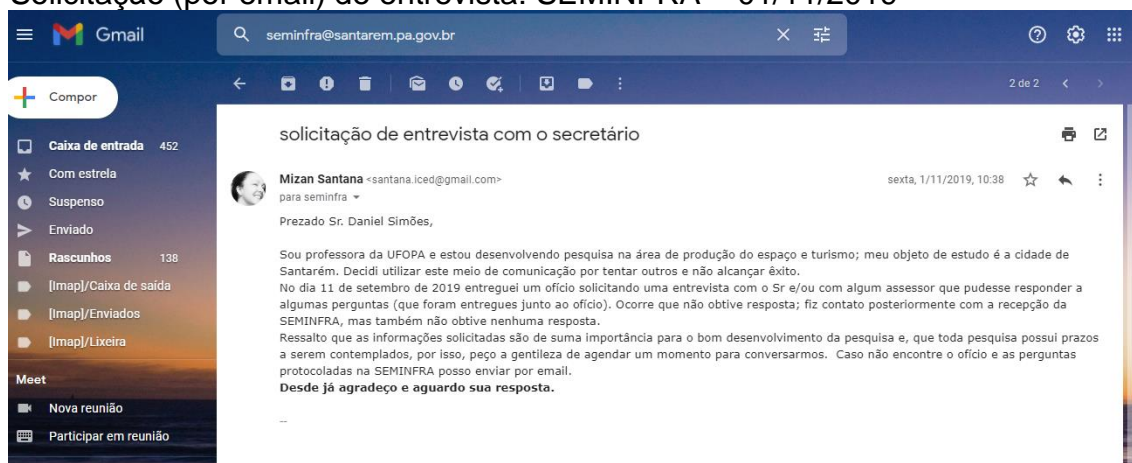 Solicitação (por email) de entrevista: SEMINFRA – 01/11/2019
Gmail
seminfra@santarem.pa.gov.br
Compor
2 de 2
solicitação de entrevista com o secretário
Caixa de entrada 452
Com estrela
Mizan Santana <santana.iced@gmail.com>
sexta, 1/11/2019, 10:38
para seminfra
Suspenso
Prezado Sr. Daniel Simões,
Enviado
Sou professora da UFOPA e estou desenvolvendo pesquisa na área de produção do espaço e turismo; meu objeto de estudo é a cidade de
Rascunhos 138
Santarém. Decidi utilizar este meio de comunicação por tentar outros e não alcançar êxito.
[Imap]/Caixa de saída
No dia 11 de setembro de 2019 entreguei um ofício solicitando uma entrevista com o Sr e/ou com algum assessor que pudesse responder a
algumas perguntas (que foram entregues junto ao ofício). Ocorre que não obtive resposta; fiz contato posteriormente com a recepção da
[Imap]/Enviados
SEMINFRA, mas também não obtive nenhuma resposta.
[Imap]/Lixeira
Ressalto que as informações solicitadas são de suma importância para o bom desenvolvimento da pesquisa e, que toda pesquisa possui prazos
a serem contemplados, por isso, peço a gentileza de agendar um momento para conversarmos. Caso não encontre o ofício e as perguntas
protocoladas na SEMINFRA posso enviar por email.
Meet
Desde já agradeço e aguardo sua resposta.
Nova reunião
--
Participar em reunião